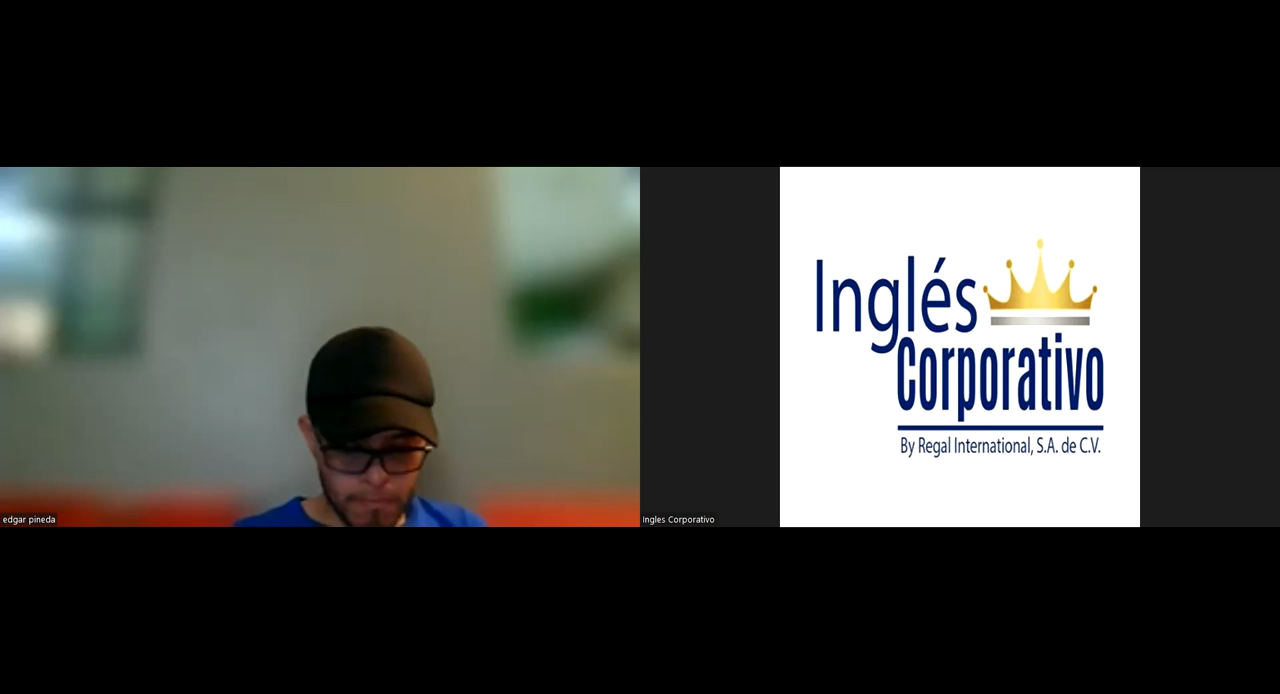 Inglés
Corporativo
By Regal International, S.A. de C.V.
edgar pineda
Ingles Corporativo